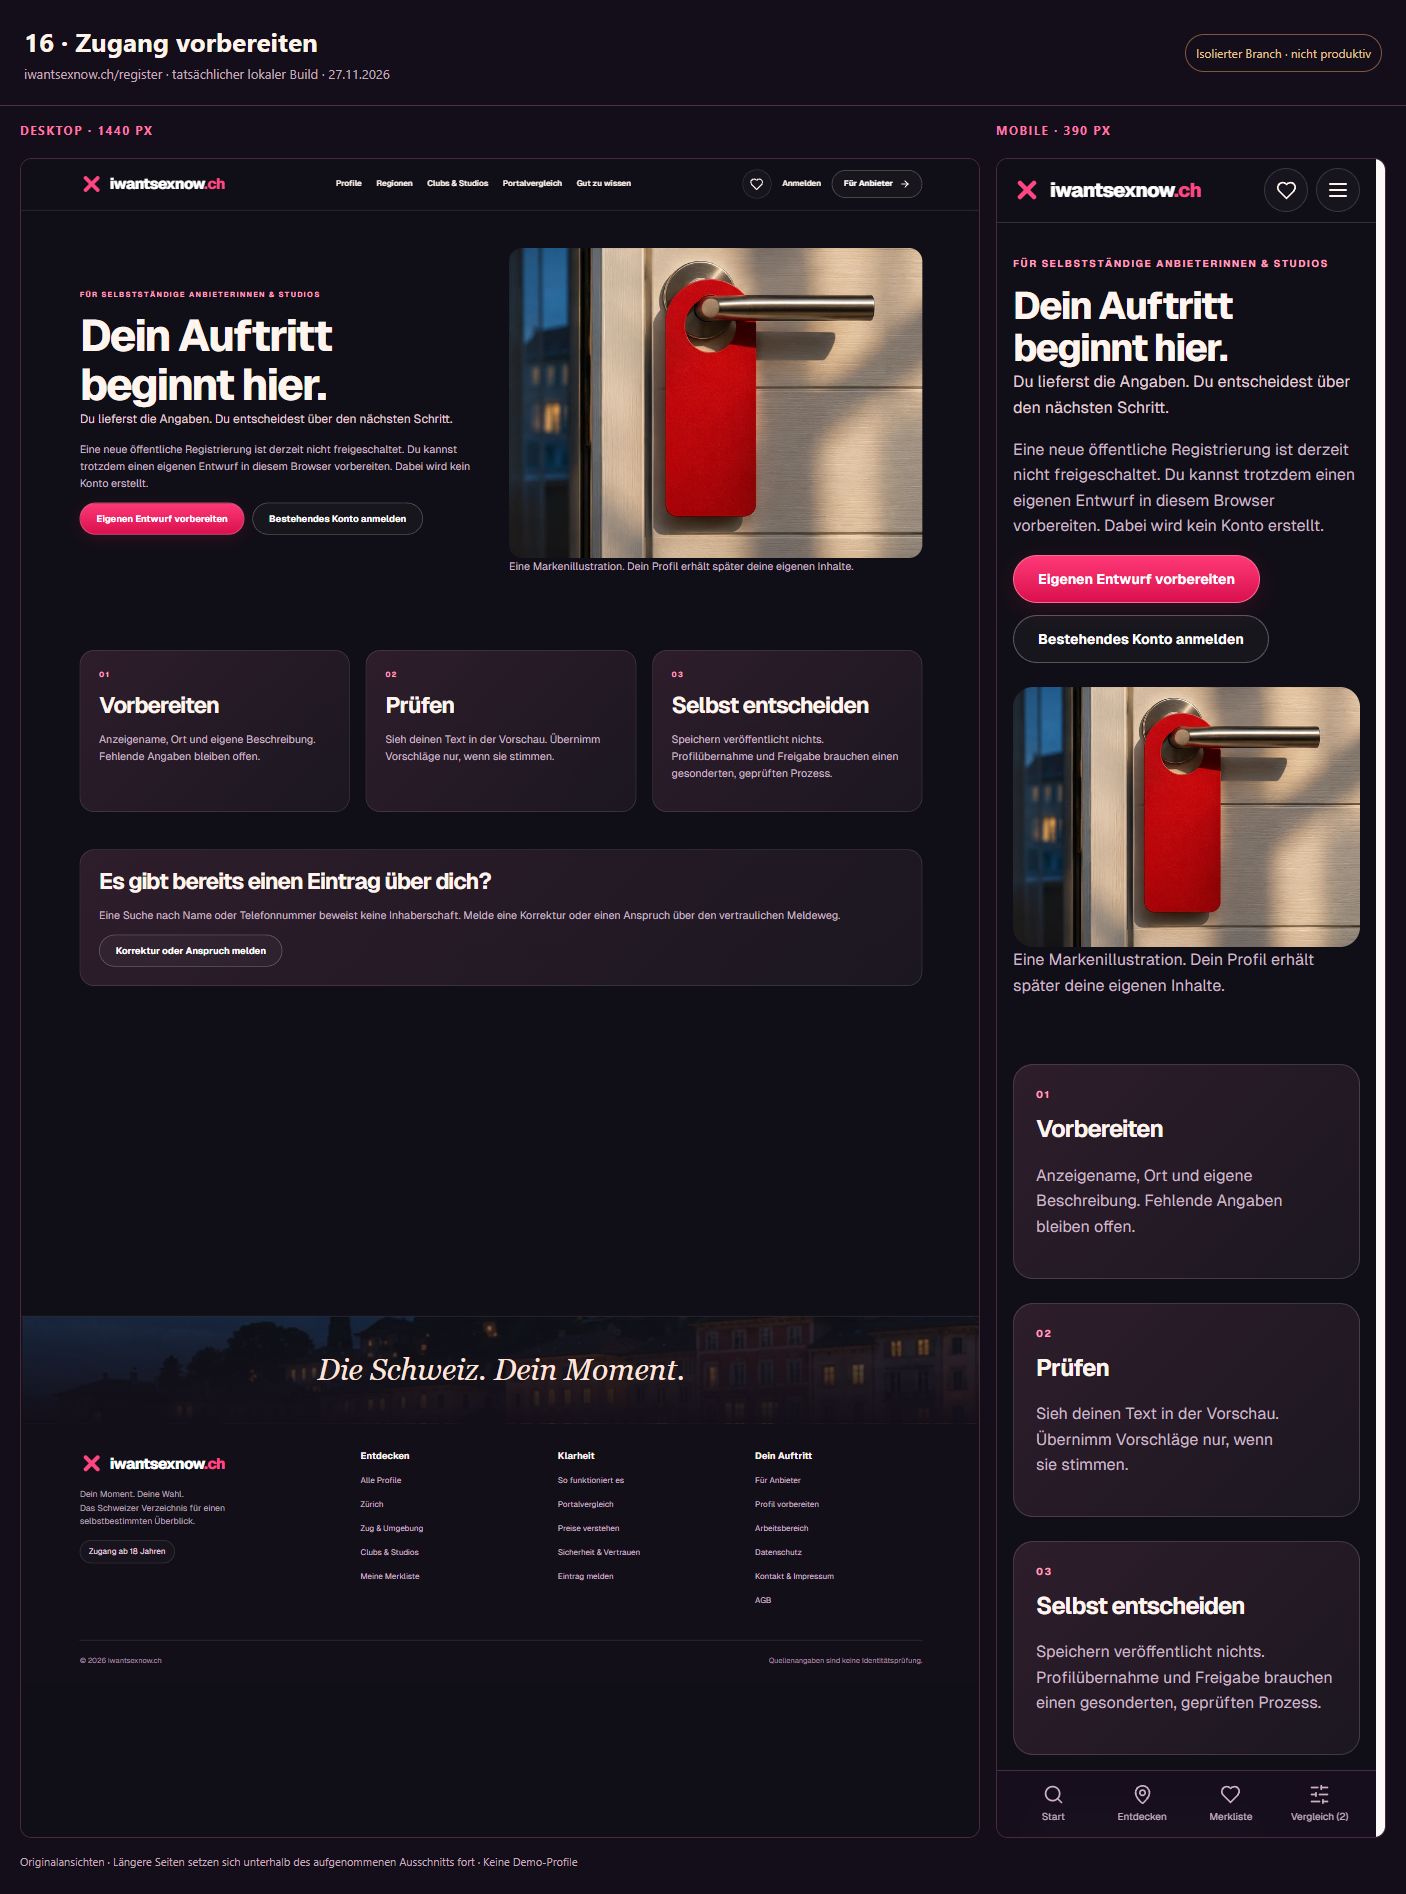 16 · Zugang vorbereiten
iwantsexnow.ch/register · tatsächlicher lokaler Build · 27.11.2026
Isolierter Branch · nicht produktiv
DESKTOP · 1440 PX
iwantsexnow.ch
Profile
Regionen
Clubs & Studios
Portalvergleich
Gut zu wissen
Anmelden
Für Anbieter
FÜR SELBSTSTÄNDIGE ANBIETERINNEN & STUDIOS
Dein Auftritt
beginnt hier.
Du lieferst die Angaben. Du entscheidest über den nächsten Schritt.
Eine neue öffentliche Registrierung ist derzeit nicht freigeschaltet. Du kannst
trotzdem einen eigenen Entwurf in diesem Browser vorbereiten. Dabei wird kein
Konto erstellt.
Eigenen Entwurf vorbereiten
Bestehendes Konto anmelden
Eine Markenillustration. Dein Profil erhält später deine eigenen Inhalte.
01
Vorbereiten
Anzeigename, Ort und eigene Beschreibung.
Fehlende Angaben bleiben offen.
02
Prüfen
Sieh deinen Text in der Vorschau. Übernimm
Vorschläge nur, wenn sie stimmen.
03
Selbst entscheiden
Speichern veröffentlicht nichts.
Profilübernahme und Freigabe brauchen einen
gesonderten, geprüften Prozess.
Es gibt bereits einen Eintrag über dich?
Eine Suche nach Name oder Telefonnummer beweist keine Inhaberschaft. Melde eine Korrektur oder einen Anspruch über den vertraulichen Meldeweg.
Korrektur oder Anspruch melden
Die Schweiz. Dein Moment.
iwantsexnow.ch
Dein Moment. Deine Wahl.
Das Schweizer Verzeichnis für einen
selbstbestimmten Überblick.
Zugang ab 18 Jahren
Entdecken
Alle Profile
Zürich
Zug & Umgebung
Clubs & Studios
Meine Merkliste
Klarheit
So funktioniert es
Portalvergleich
Preise verstehen
Sicherheit & Vertrauen
Eintrag melden
Dein Auftritt
Für Anbieter
Profil vorbereiten
Arbeitsbereich
Datenschutz
Kontakt & Impressum
AGB
© 2026 iwantsexnow.ch
Quellenangaben sind keine Identitätsprüfung.
MOBILE · 390 PX
iwantsexnow.ch
FÜR SELBSTSTÄNDIGE ANBIETERINNEN & STUDIOS
Dein Auftritt
beginnt hier.
Du lieferst die Angaben. Du entscheidest über
den nächsten Schritt.
Eine neue öffentliche Registrierung ist derzeit
nicht freigeschaltet. Du kannst trotzdem einen
eigenen Entwurf in diesem Browser
vorbereiten. Dabei wird kein Konto erstellt.
Eigenen Entwurf vorbereiten
Bestehendes Konto anmelden
Eine Markenillustration. Dein Profil erhält
später deine eigenen Inhalte.
01
Vorbereiten
Anzeigename, Ort und eigene
Beschreibung. Fehlende Angaben
bleiben offen.
02
Prüfen
Sieh deinen Text in der Vorschau.
Übernimm Vorschläge nur, wenn
sie stimmen.
03
Selbst entscheiden
Speichern veröffentlicht nichts.
Profilübernahme und Freigabe brauchen
einen gesonderten, geprüften Prozess.
Start
Entdecken
Merkliste
Vergleich (2)
Originalansichten · Längere Seiten setzen sich unterhalb des aufgenommenen Ausschnitts fort · Keine Demo-Profile